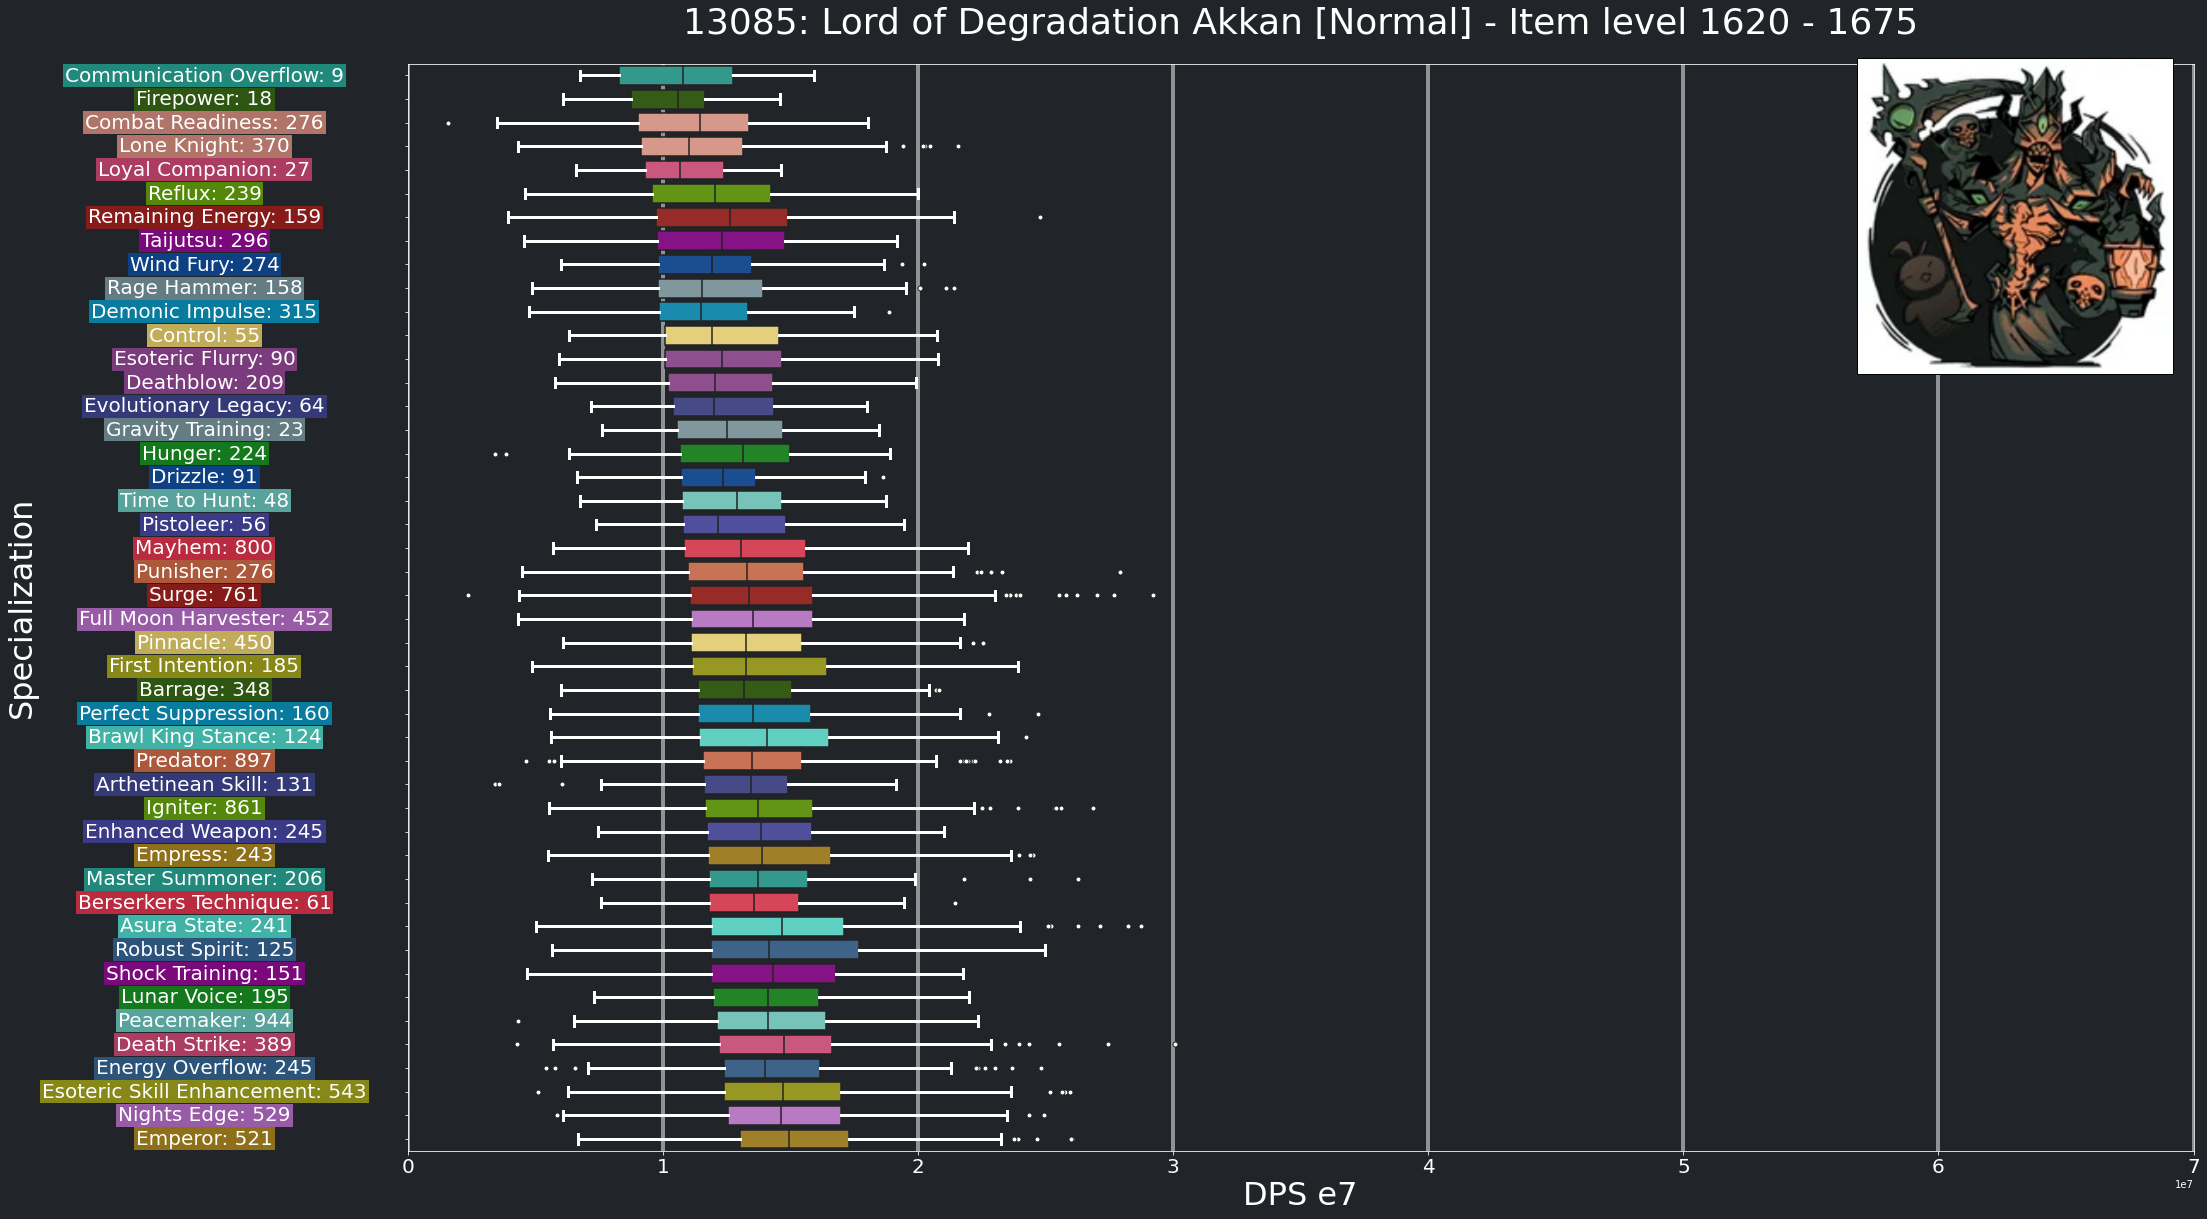 13085: Lord of Degradation Akkan [Normal] - Item level 1620 - 1675
Specialization
Communication Overflow: 9
Firepower: 18
Combat Readiness: 276
Lone Knight: 370
Loyal Companion: 27
Reflux: 239
Remaining Energy: 159
Taijutsu: 296
Wind Fury: 274
Rage Hammer: 158
Demonic Impulse: 315
Control: 55
Esoteric Flurry: 90
Deathblow: 209
Evolutionary Legacy: 64
Gravity Training: 23
Hunger: 224
Drizzle: 91
Time to Hunt: 48
Pistoleer: 56
Mayhem: 800
Punisher: 276
Surge: 761
Full Moon Harvester: 452
Pinnacle: 450
First Intention: 185
Barrage: 348
Perfect Suppression: 160
Brawl King Stance: 124
Predator: 897
Arthetinean Skill: 131
Igniter: 861
Enhanced Weapon: 245
Empress: 243
Master Summoner: 206
Berserkers Technique: 61
Asura State: 241
Robust Spirit: 125
Shock Training: 151
Lunar Voice: 195
Peacemaker: 944
Death Strike: 389
Energy Overflow: 245
Esoteric Skill Enhancement: 543
Nights Edge: 529
Emperor: 521
0 1 2 3 4 5 6 7
1e7
DPS e7